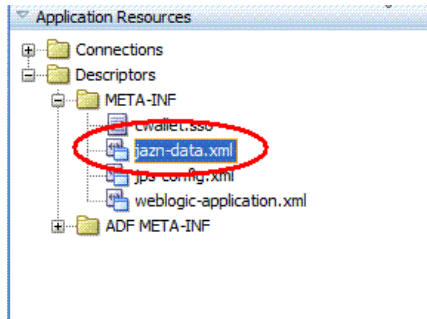 Application Resources
Connections
Descriptors
META-INF
cwallet.sso
jazn-data.xml
jps-config.xml
weblogic-application.xml
ADF META-INF